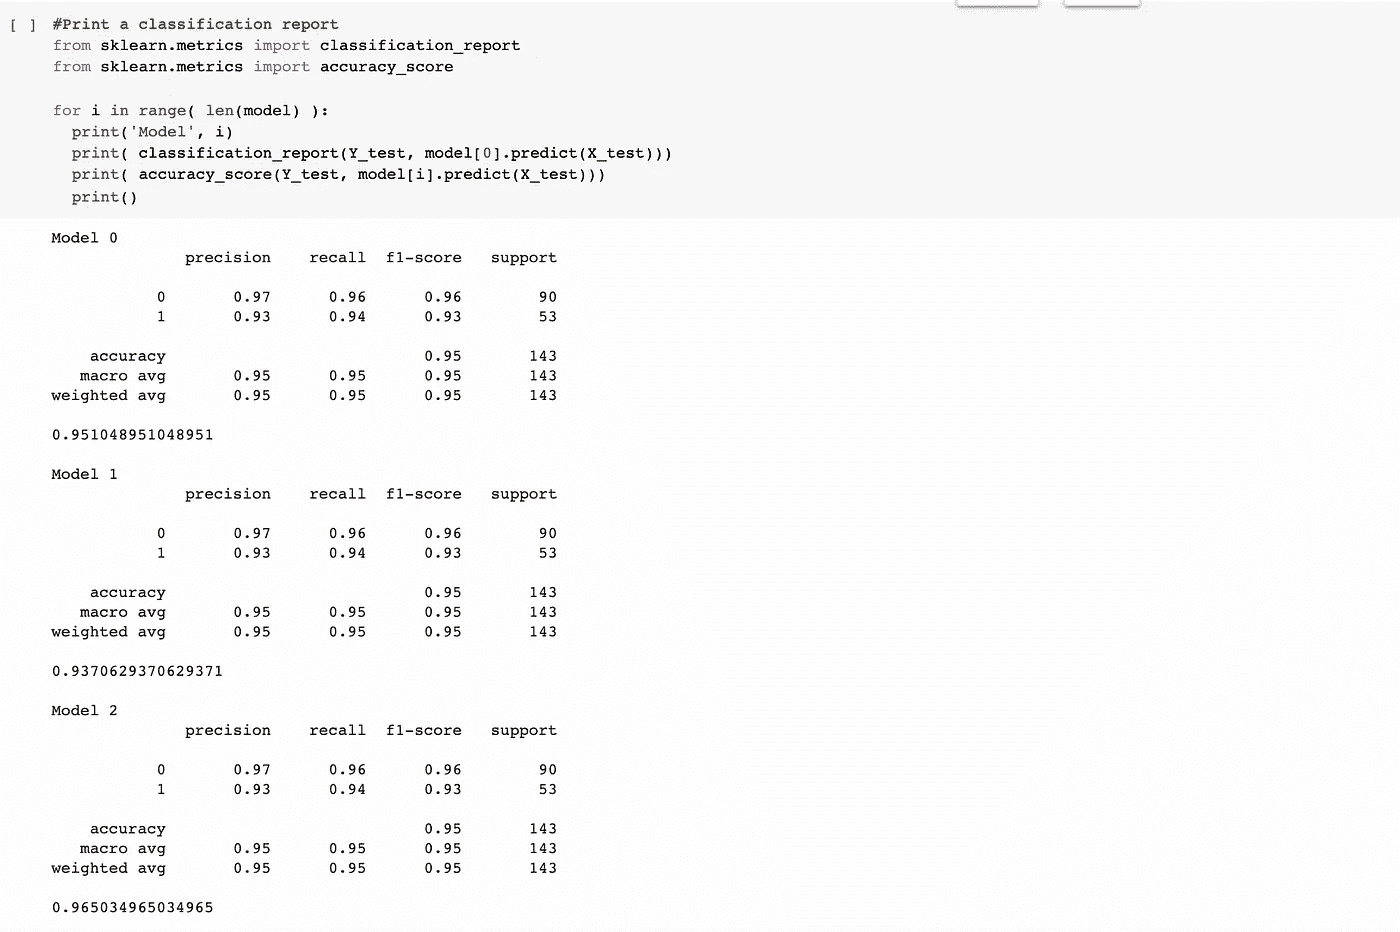 [ ] #Print a classification report
from sklearn.metrics import classification_report
from sklearn.metrics import accuracy_score
for i in range( len(model) ):
print('Model', i)
print( classification_report(Y_test, model[0].predict(X_test)))
print( accuracy_score(Y_test, model[i].predict(X_test)))
print()
Model 0
precision recall f1-score support
0 0.97 0.96 0.96 90
1 0.93 0.94 0.93 53
accuracy 0.95 143
macro avg 0.95 0.95 0.95 143
weighted avg 0.95 0.95 0.95 143
0.951048951048951
Model 1
precision recall f1-score support
0 0.97 0.96 0.96 90
1 0.93 0.94 0.93 53
accuracy 0.95 143
macro avg 0.95 0.95 0.95 143
weighted avg 0.95 0.95 0.95 143
0.9370629370629371
Model 2
precision recall f1-score support
0 0.97 0.96 0.96 90
1 0.93 0.94 0.93 53
accuracy 0.95 143
macro avg 0.95 0.95 0.95 143
weighted avg 0.95 0.95 0.95 143
0.965034965034965